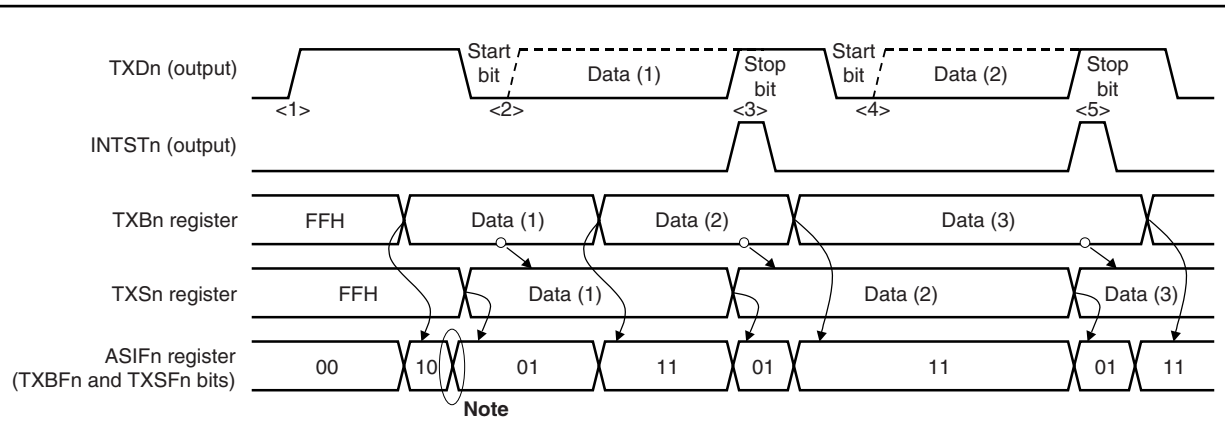 TXDn (output)
Start bit
Data (1)
Stop bit
Start bit
Data (2)
Stop bit
<1>
<2>
<3>
<4>
<5>
INTSTn (output)
TXBn register
FFH
Data (1)
Data (2)
Data (3)
TXSn register
FFH
Data (1)
Data (2)
Data (3)
ASIFn register
(TXBFn and TXSFn bits)
00
10
01
11
01
11
01
11
Note